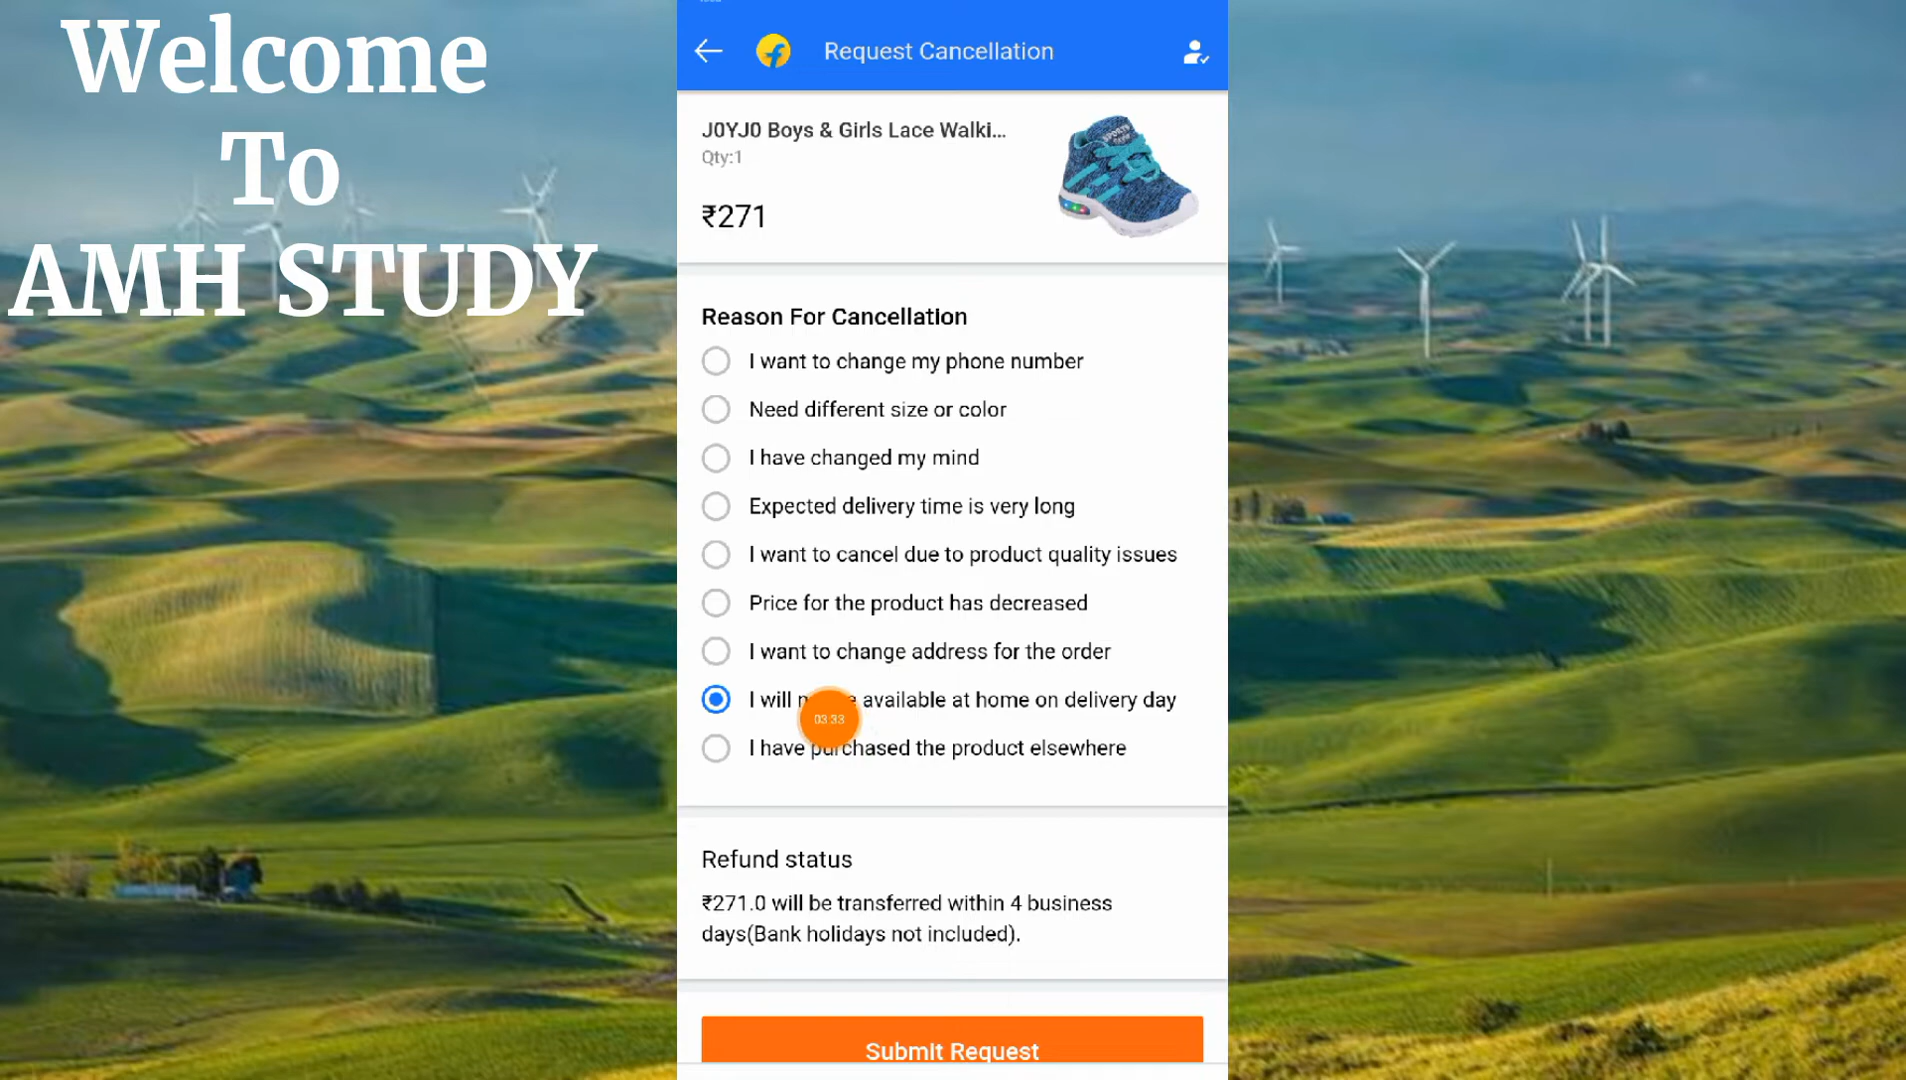 Welcome
To
AMH STUDY
Request Cancellation
J0YJ0 Boys & Girls Lace Walki...
Qty:1
₹271
SPORTS
Reason For Cancellation
I want to change my phone number
Need different size or color
I have changed my mind
Expected delivery time is very long
I want to cancel due to product quality issues
Price for the product has decreased
I want to change address for the order
I will available at home on delivery day
03:33
I have purchased the product elsewhere
Refund status
₹271.0 will be transferred within 4 business
days(Bank holidays not included).
Submit Request